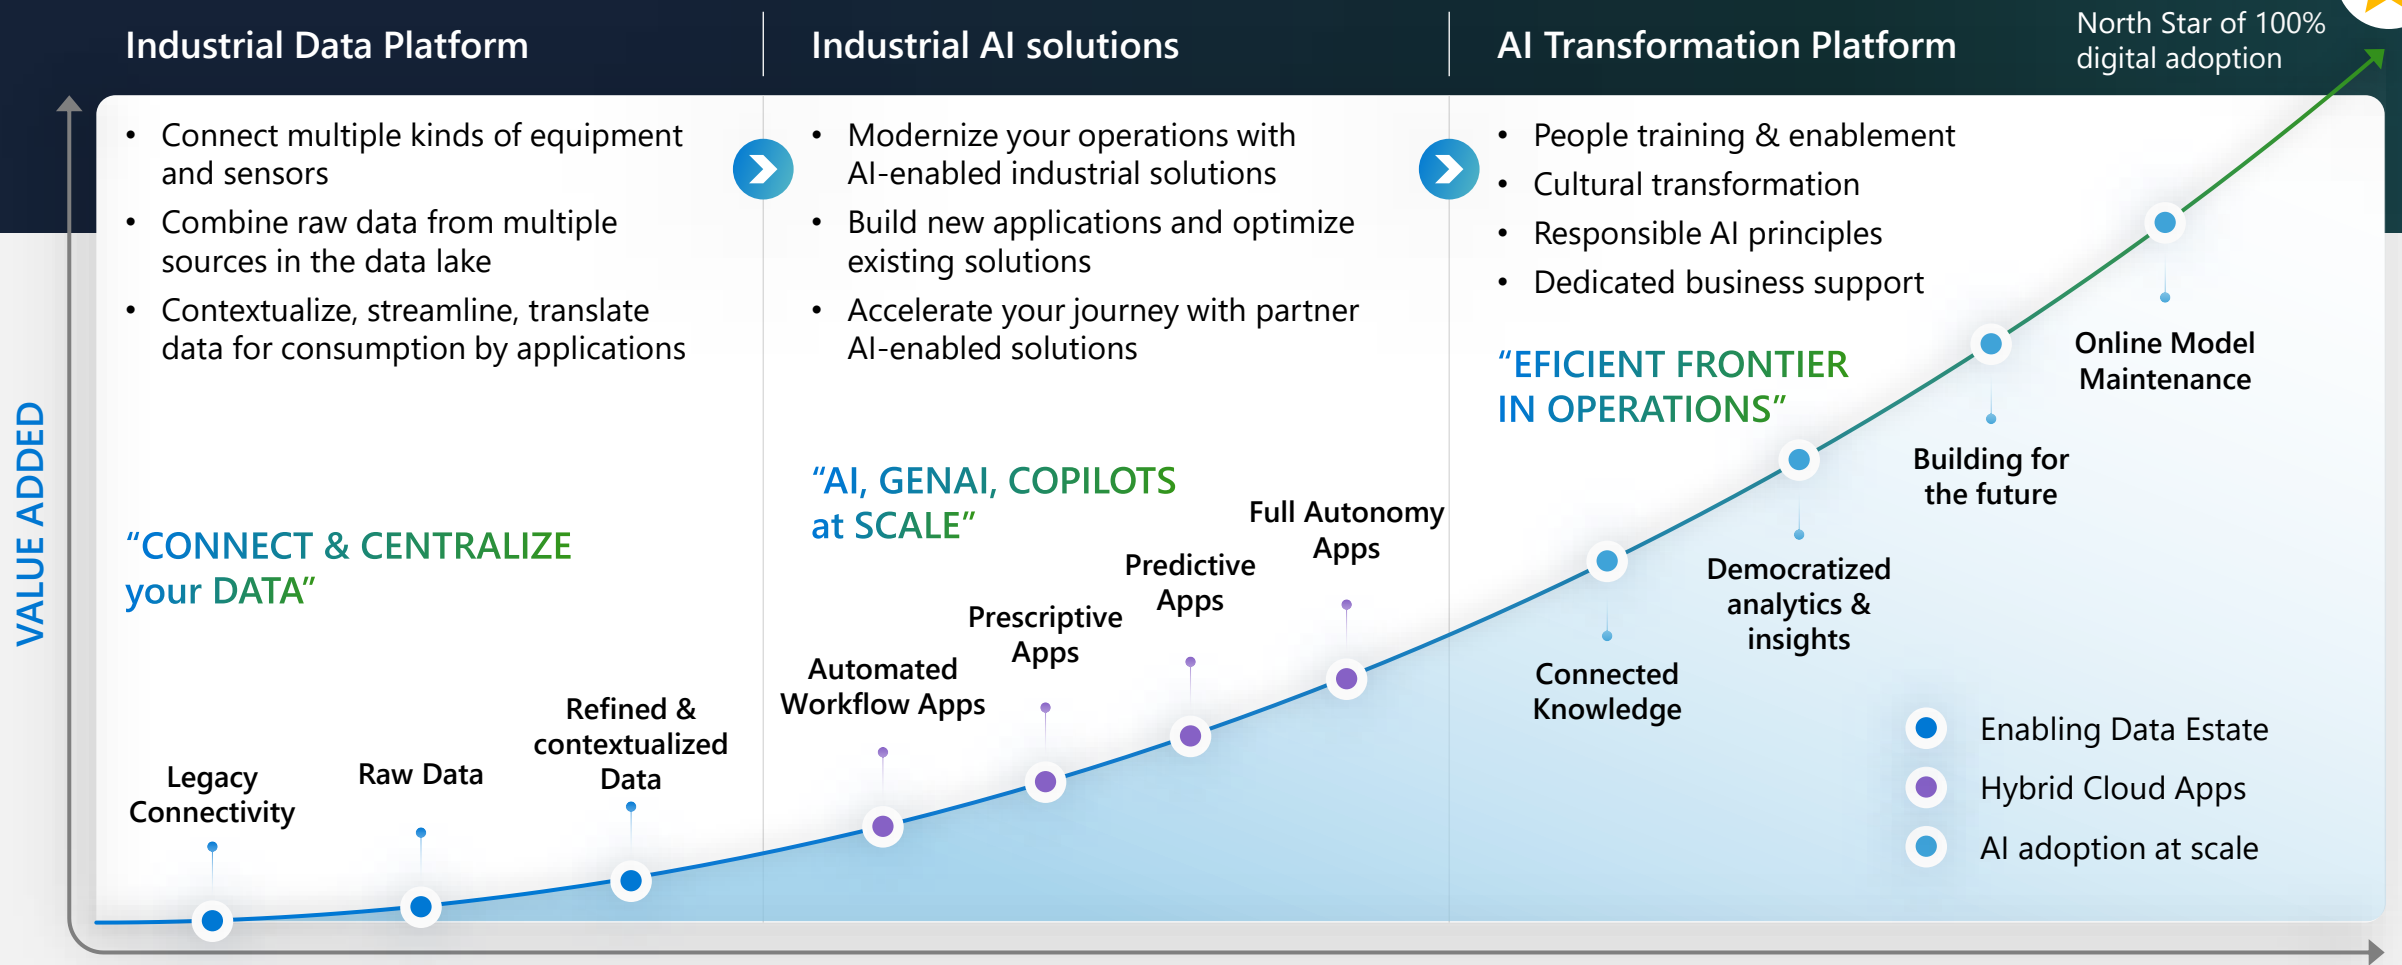 Industrial Data Platform
Industrial AI solutions
AI Transformation Platform
North Star of 100%
digital adoption
• Connect multiple kinds of equipment
and sensors
• Combine raw data from multiple
sources in the data lake
• Contextualize, streamline, translate
data for consumption by applications
“CONNECT & CENTRALIZE
your DATA”
• Modernize your operations with
AI-enabled industrial solutions
• Build new applications and optimize
existing solutions
• Accelerate your journey with partner
AI-enabled solutions
“AI, GENAI, COPILOTS
at SCALE”
• People training & enablement
• Cultural transformation
• Responsible AI principles
• Dedicated business support
“EFICIENT FRONTIER
IN OPERATIONS”
VALUE ADDED
Legacy
Connectivity
Raw Data
Refined &
contextualized
Data
Automated
Workflow Apps
Prescriptive
Apps
Predictive
Apps
Full Autonomy
Apps
Connected
Knowledge
Democratized
analytics &
insights
Building for
the future
Online Model
Maintenance
Enabling Data Estate
Hybrid Cloud Apps
AI adoption at scale